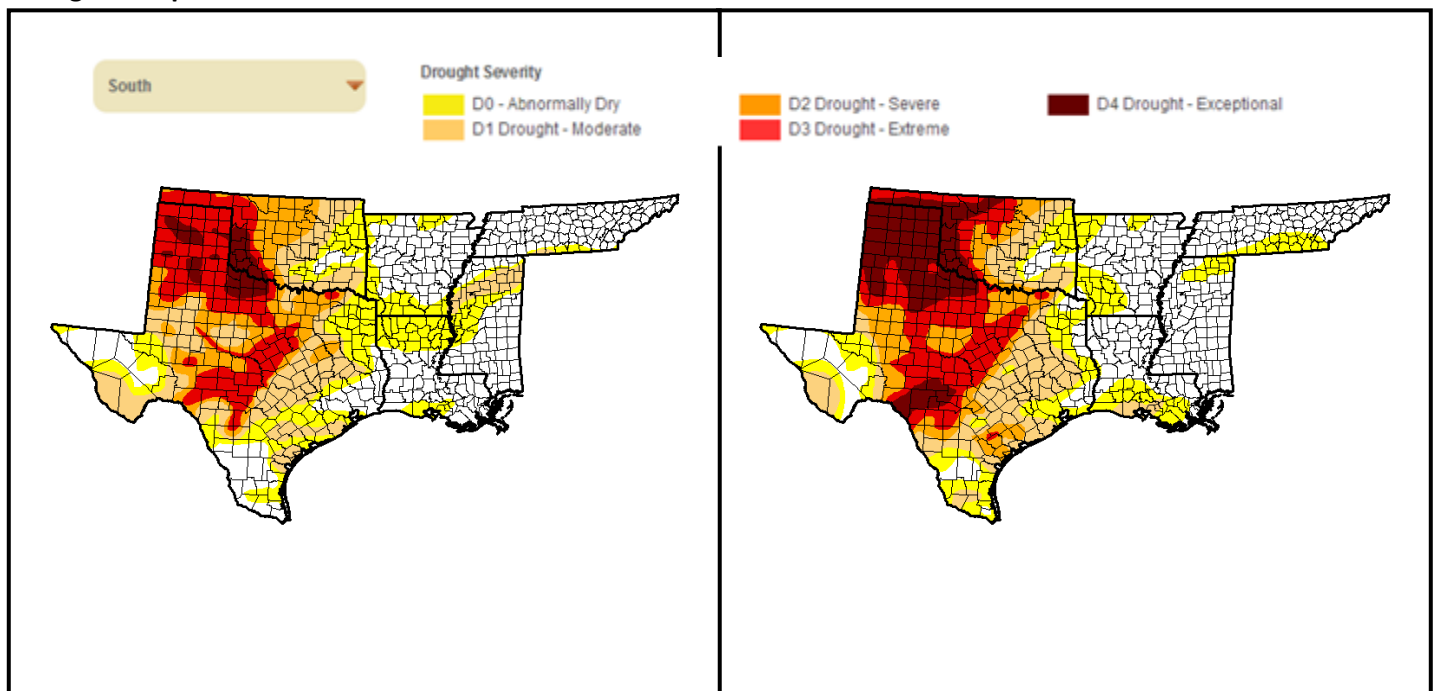 South
Drought Severity
D0 - Abnormally Dry
D1 Drought - Moderate
D2 Drought - Severe
D3 Drought - Extreme
D4 Drought - Exceptional